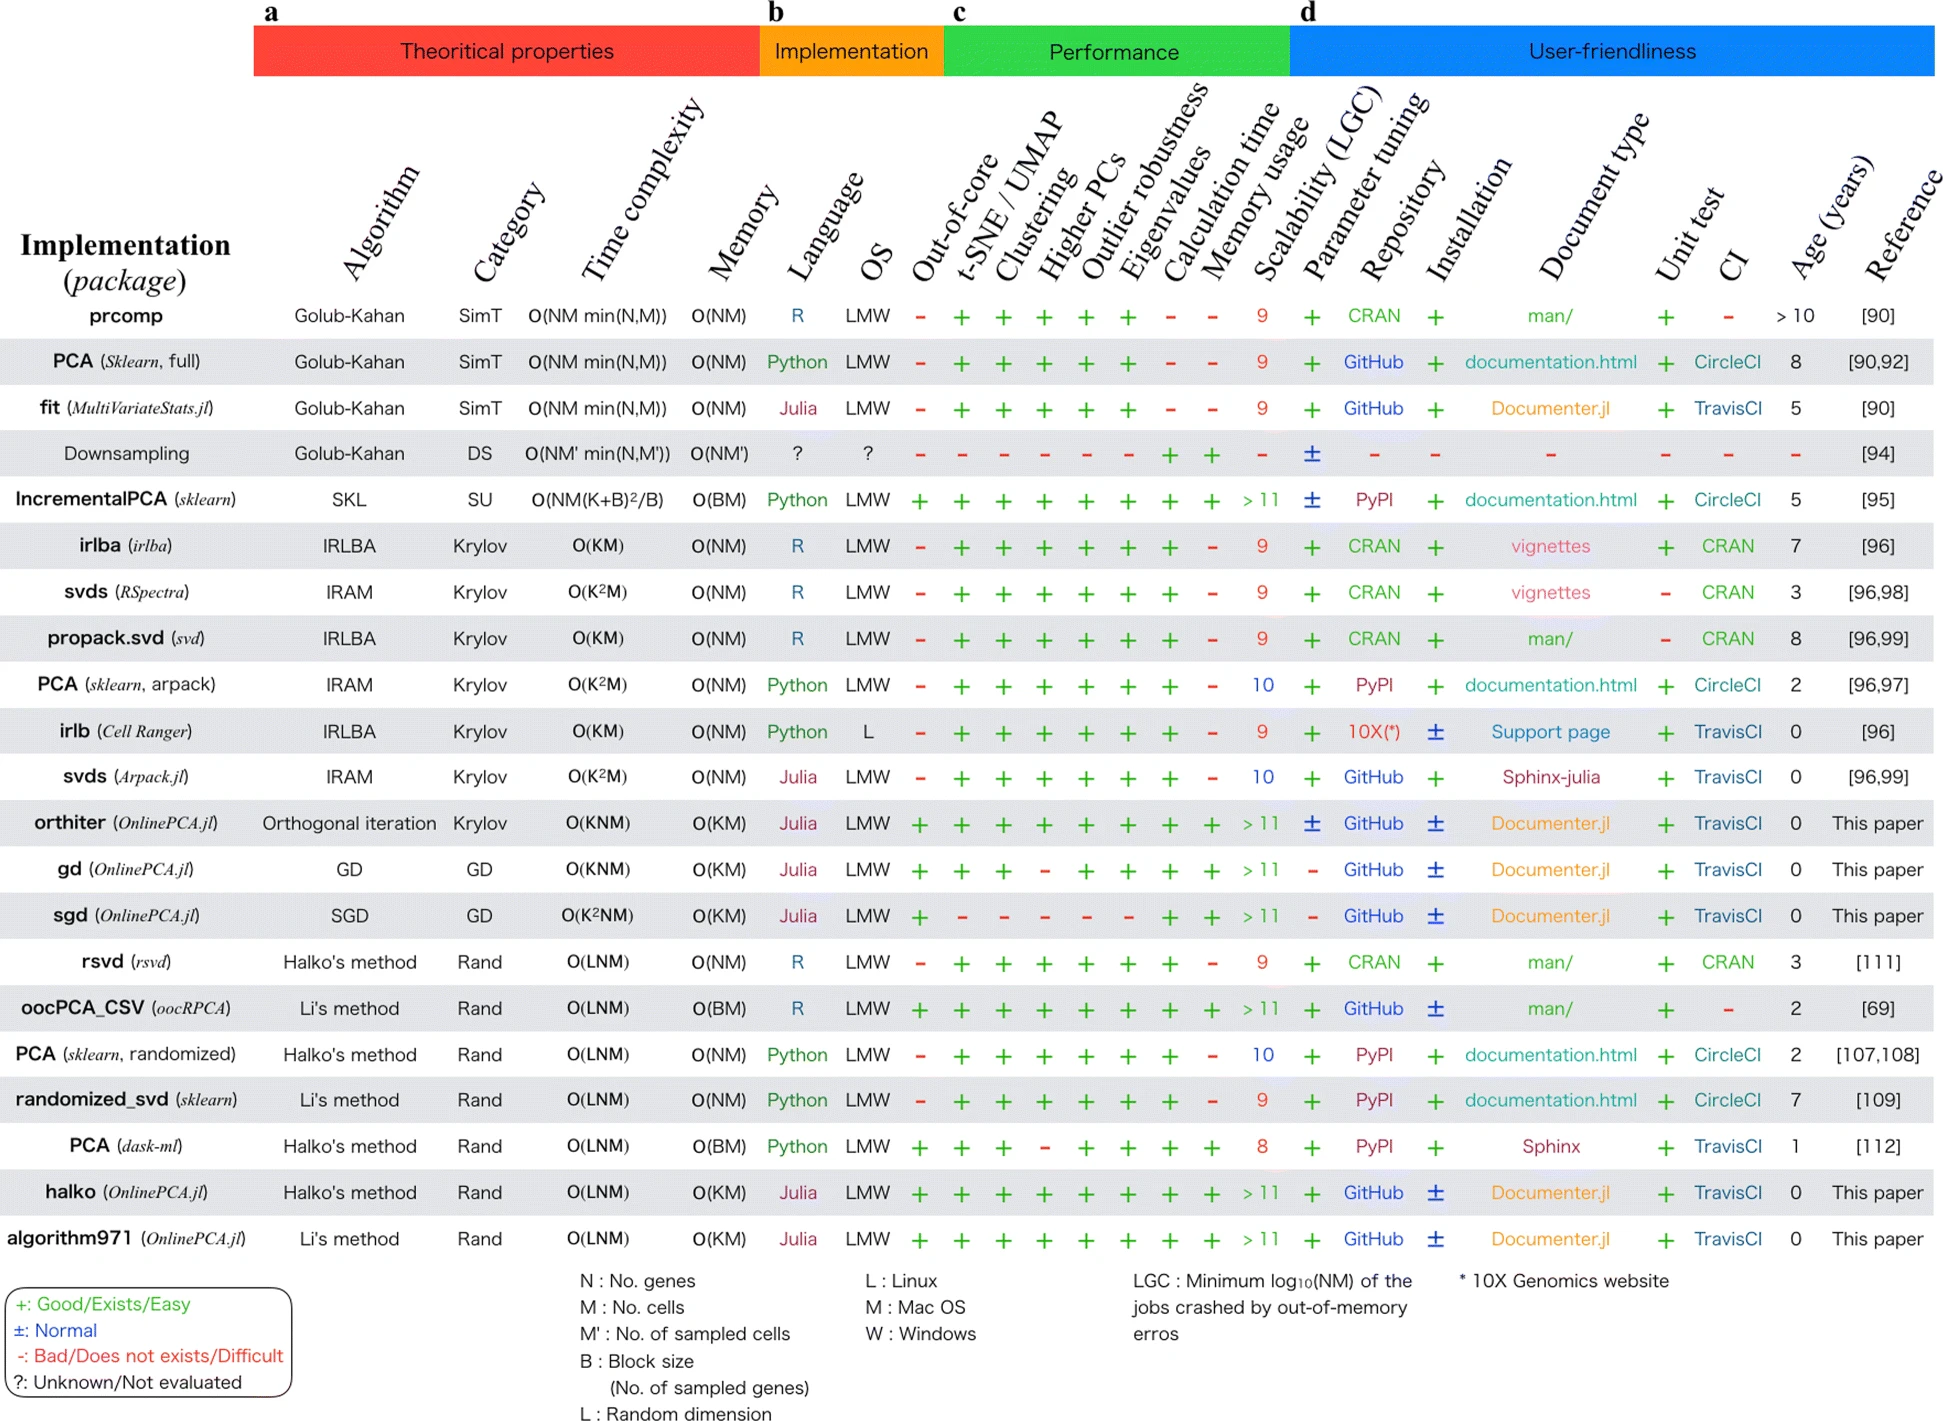 a b c d
Theoritical properties Implementation Performance User-friendliness
Implementation (package) Algorithm Category Time complexity Memory Language OS Out-of-core t-SNE / UMAP Clustering Higher PCs Outlier robustness Eigenvalues Calculation time Memory usage Scalability (LGC) Parameter tuning Repository Installation Document type Unit test CI Age (years) Reference
prcomp Golub-Kahan SimT O(NM min(N,M)) O(NM) R LMW - + + + + + - - 9 + CRAN + man/ + - > 10 [90]
PCA (Sklearn, full) Golub-Kahan SimT O(NM min(N,M)) O(NM) Python LMW - + + + + + - - 9 + GitHub + documentation.html + CircleCI 8 [90,92]
fit (MultiVariateStats.jl) Golub-Kahan SimT O(NM min(N,M)) O(NM) Julia LMW - + + + + + - - 9 + GitHub + Documenter.jl + TravisCI 5 [90]
Downsampling Golub-Kahan DS O(NM' min(N,M')) O(NM') ? ? - - - - - - + + - ± - - - - - - [94]
IncrementalPCA (sklearn) SKL SU O(NM(K+B)²/B) O(BM) Python LMW + + + + + + + + > 11 ± PyPI + documentation.html + CircleCI 5 [95]
irlba (irlba) IRLBA Krylov O(KM) O(NM) R LMW - + + + + + + - 9 + CRAN + vignettes + CRAN 7 [96]
svds (RSpectra) IRAM Krylov O(K²M) O(NM) R LMW - + + + + + + - 9 + CRAN + vignettes - CRAN 3 [96,98]
propack.svd (svd) IRLBA Krylov O(KM) O(NM) R LMW - + + + + + + - 9 + CRAN + man/ - CRAN 8 [96,99]
PCA (sklearn, arpack) IRAM Krylov O(K²M) O(NM) Python LMW - + + + + + + - 10 + PyPI + documentation.html + CircleCI 2 [96,97]
irlb (Cell Ranger) IRLBA Krylov O(KM) O(NM) Python L - + + + + + + - 9 + 10X(*) ± Support page + TravisCI 0 [96]
svds (Arpack.jl) IRAM Krylov O(K²M) O(NM) Julia LMW - + + + + + + - 10 + GitHub + Sphinx-julia + TravisCI 0 [96,99]
orthiter (OnlinePCA.jl) Orthogonal iteration Krylov O(KNM) O(KM) Julia LMW + + + + + + + + > 11 ± GitHub ± Documenter.jl + TravisCI 0 This paper
gd (OnlinePCA.jl) GD GD O(KNM) O(KM) Julia LMW + + + - + + + + > 11 - GitHub ± Documenter.jl + TravisCI 0 This paper
sgd (OnlinePCA.jl) SGD GD O(K²NM) O(KM) Julia LMW + - - - - - + + > 11 - GitHub ± Documenter.jl + TravisCI 0 This paper
rsvd (rsvd) Halko's method Rand O(LNM) O(NM) R LMW - + + + + + + - 9 + CRAN + man/ + CRAN 3 [111]
oocPCA_CSV (oocRPCA) Li's method Rand O(LNM) O(BM) R LMW + + + + + + + + > 11 + GitHub ± man/ + - 2 [69]
PCA (sklearn, randomized) Halko's method Rand O(LNM) O(NM) Python LMW - + + + + + + - 10 + PyPI + documentation.html + CircleCI 2 [107,108]
randomized_svd (sklearn) Li's method Rand O(LNM) O(NM) Python LMW - + + + + + + - 9 + PyPI + documentation.html + CircleCI 7 [109]
PCA (dask-ml) Halko's method Rand O(LNM) O(BM) Python LMW + + + - + + + + 8 + PyPI + Sphinx + TravisCI 1 [112]
halko (OnlinePCA.jl) Halko's method Rand O(LNM) O(KM) Julia LMW + + + + + + + + > 11 + GitHub ± Documenter.jl + TravisCI 0 This paper
algorithm971 (OnlinePCA.jl) Li's method Rand O(LNM) O(KM) Julia LMW + + + + + + + + > 11 + GitHub ± Documenter.jl + TravisCI 0 This paper
+: Good/Exists/Easy
±: Normal
-: Bad/Does not exists/Difficult
?: Unknown/Not evaluated
N : No. genes
M : No. cells
M' : No. of sampled cells
B : Block size
(No. of sampled genes)
L : Random dimension
L : Linux
M : Mac OS
W : Windows
LGC : Minimum log₁₀(NM) of the
jobs crashed by out-of-memory
erros
* 10X Genomics website